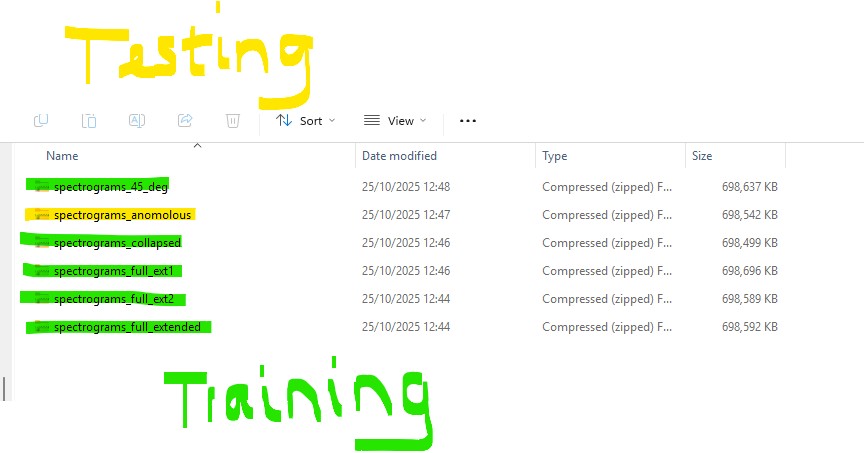 Testing
Sort View
Name Date modified Type Size
spectrograms_45_deg 25/10/2025 12:48 Compressed (zipped) F... 698,637 KB
spectrograms_anomolous 25/10/2025 12:47 Compressed (zipped) F... 698,542 KB
spectrograms_collapsed 25/10/2025 12:46 Compressed (zipped) F... 698,499 KB
spectrograms_full_ext1 25/10/2025 12:46 Compressed (zipped) F... 698,696 KB
spectrograms_full_ext2 25/10/2025 12:44 Compressed (zipped) F... 698,589 KB
spectrograms_full_extended 25/10/2025 12:44 Compressed (zipped) F... 698,592 KB
Training